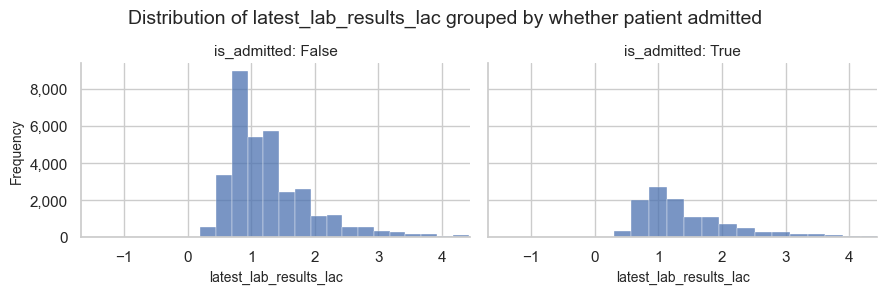 Distribution of latest_lab_results_lac grouped by whether patient admitted
is_admitted: False
is_admitted: True
Frequency
8,000
6,000
4,000
2,000
0
−1 0 1 2 3 4
−1 0 1 2 3 4
latest_lab_results_lac
latest_lab_results_lac